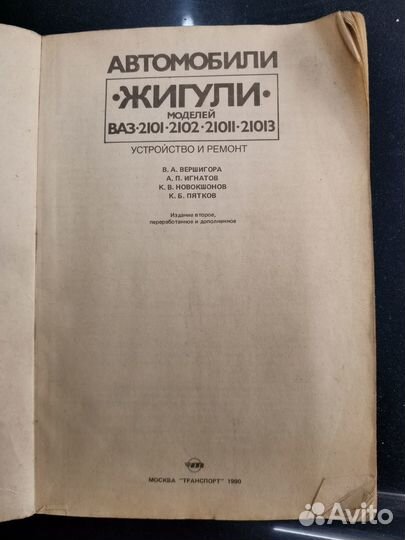 АВТОМОБИЛИ
•ЖИГУЛИ•
МОДЕЛЕЙ
ВАЗ-2101-2102-21011-21013
УСТРОЙСТВО И РЕМОНТ
В. А. ВЕРШИГОРА
А. П. ИГНАТОВ
К. В. НОВОКШОНОВ
К. Б. ПЯТКОВ
Издание второе,
переработанное и дополненное
МОСКВА "ТРАНСПОРТ" 1990
Avito